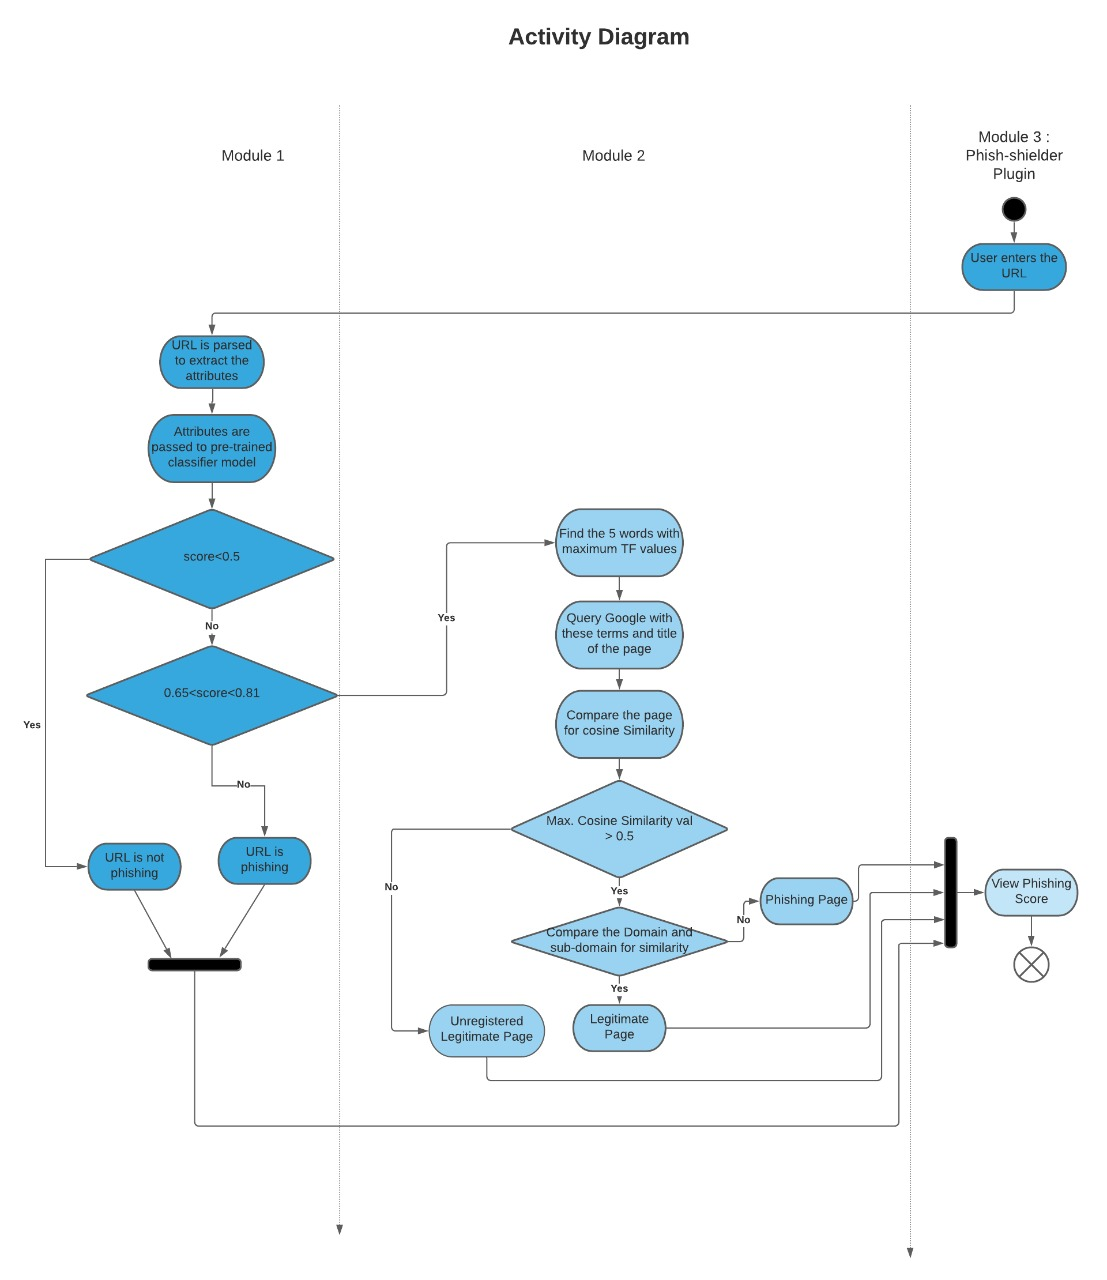 Activity Diagram
Module 1
Module 2
Module 3 :
Phish-shielder
Plugin
User enters the
URL
URL is parsed
to extract the
attributes
Attributes are
passed to pre-trained
classifier model
score<0.5
No
0.65<score<0.81
Yes
No
URL is not
phishing
URL is
phishing
Yes
Find the 5 words with
maximum TF values
Query Google with
these terms and title
of the page
Compare the page
for cosine Similarity
Max. Cosine Similarity val
> 0.5
No
Yes
Compare the Domain and
sub-domain for similarity
No
Phishing Page
Yes
Legitimate
Page
Unregistered
Legitimate Page
View Phishing
Score